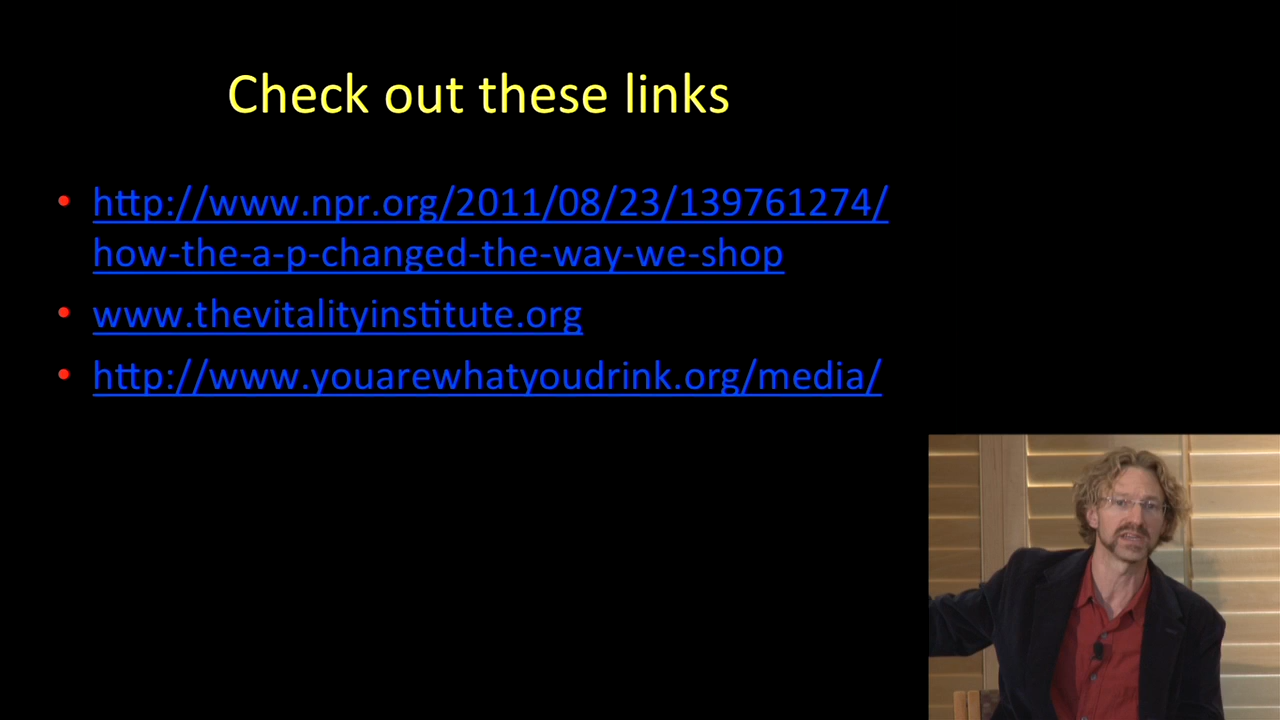 Check out these links
• http://www.npr.org/2011/08/23/139761274/
how-the-a-p-changed-the-way-we-shop
• www.thevitalityinstitute.org
• http://www.youarewhatyoudrink.org/media/